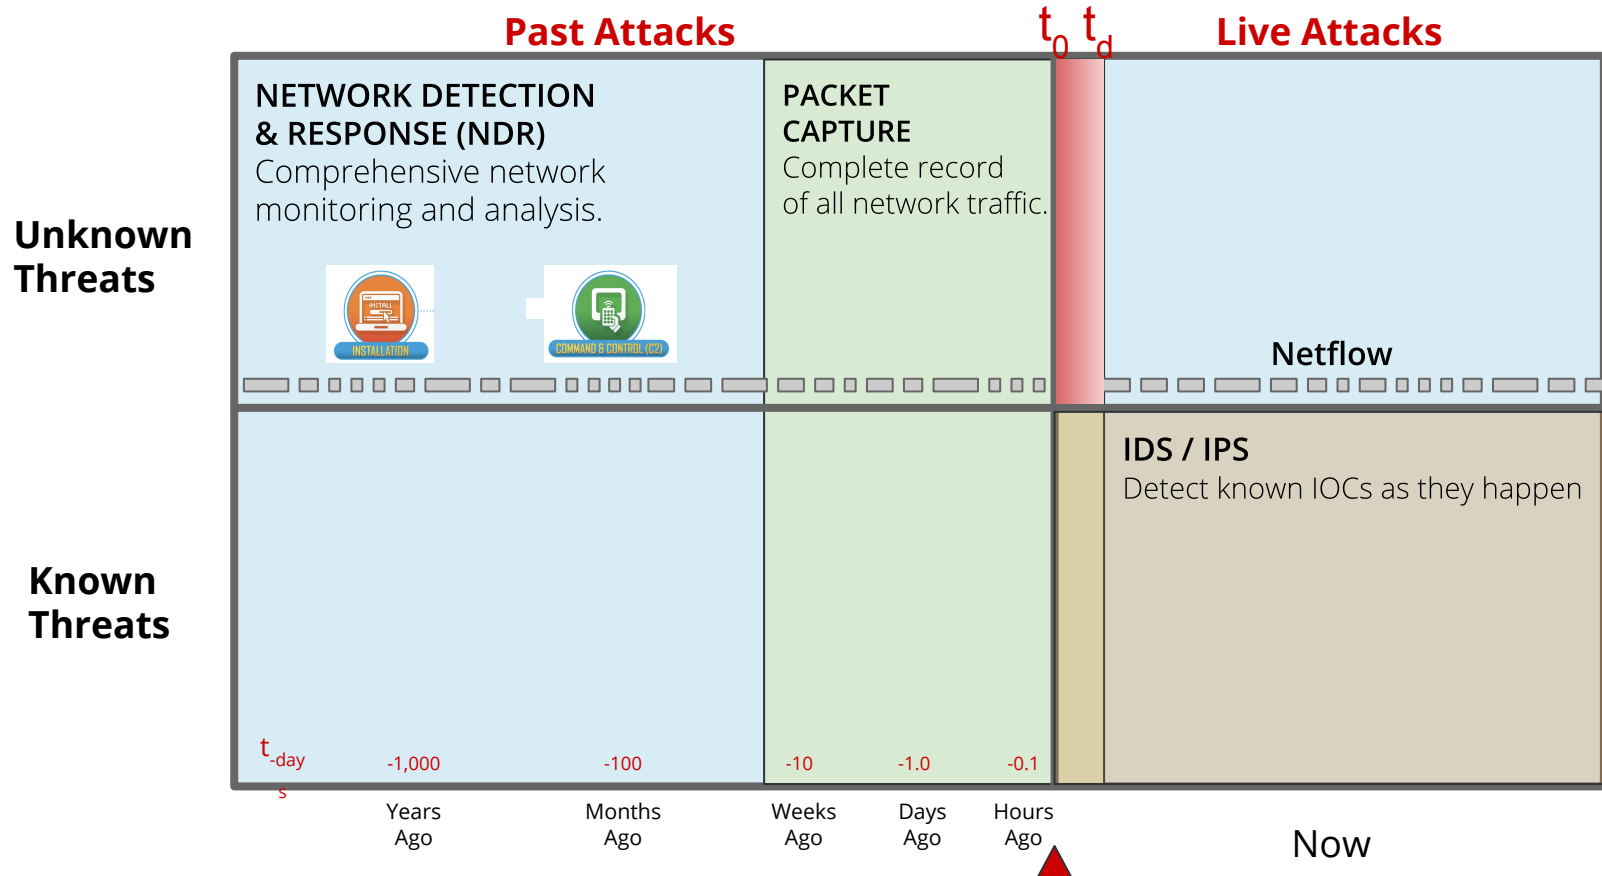 Past Attacks
t0 td
Live Attacks
NETWORK DETECTION
& RESPONSE (NDR)
Comprehensive network
monitoring and analysis.
PACKET
CAPTURE
Complete record
of all network traffic.
Unknown
Threats
INSTALL
INSTALLATION
COMMAND & CONTROL (C2)
Netflow
IDS / IPS
Detect known IOCs as they happen
Known
Threats
t-day
s
-1,000
-100
-10
-1.0
-0.1
Years
Ago
Months
Ago
Weeks
Ago
Days
Ago
Hours
Ago
Now